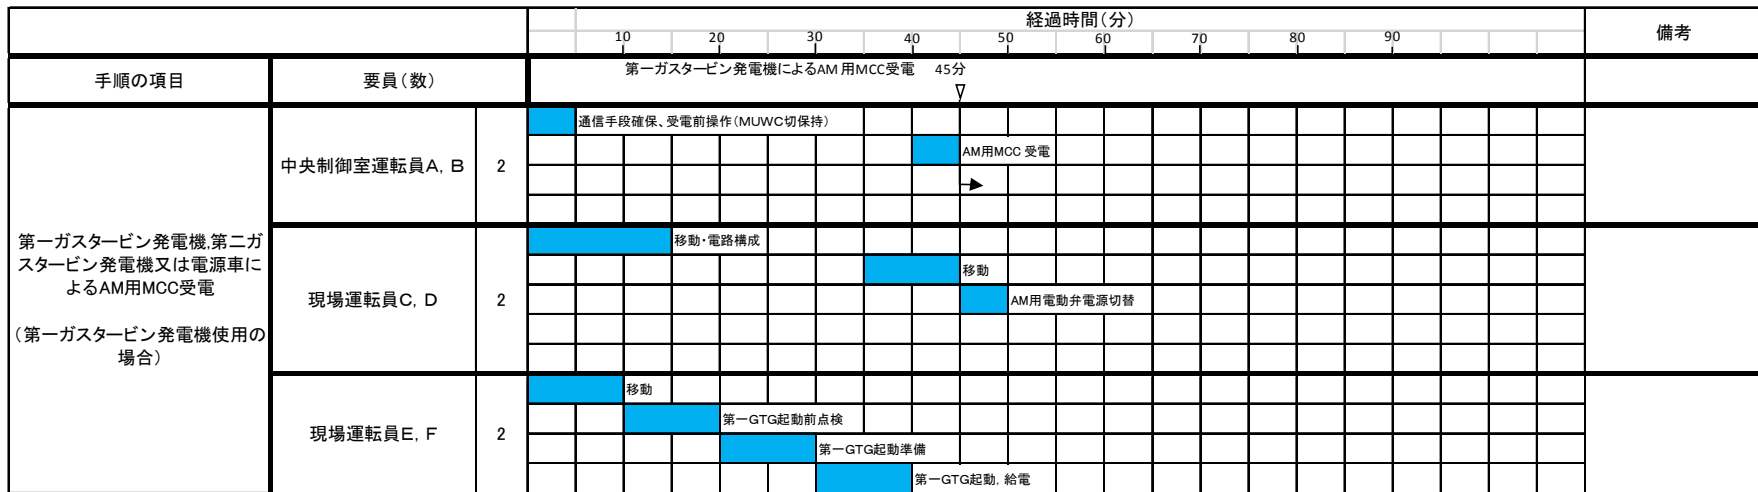 経過時間(分)
備考
10 20 30 40 50 60 70 80 90
手順の項目
要員(数)
第一ガスタービン発電機によるAM用MCC受電 45分
通信手段確保、受電前操作(MUWC切保持)
中央制御室運転員A, B
2
AM用MCC 受電
第一ガスタービン発電機,第二ガ
スタービン発電機又は電源車に
よるAM用MCC受電
(第一ガスタービン発電機使用の
場合)
移動・電路構成
現場運転員C, D
2
移動
AM用電動弁電源切替
移動
現場運転員E, F
2
第一GTG起動前点検
第一GTG起動準備
第一GTG起動, 給電